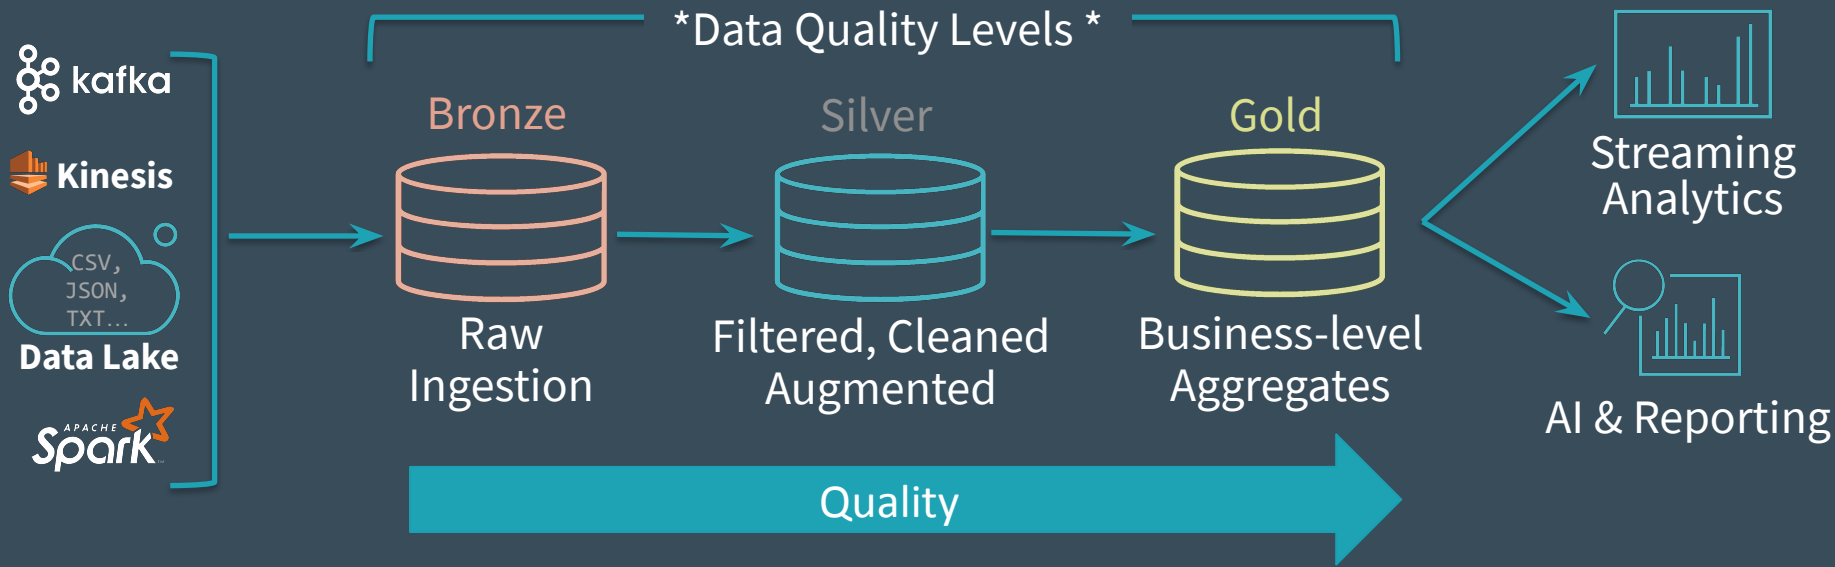 *Data Quality Levels *
kafka
Kinesis
CSV,
JSON,
TXT...
Data Lake
APACHE
Spark™
Bronze
Raw
Ingestion
Silver
Filtered, Cleaned
Augmented
Gold
Business-level
Aggregates
Streaming
Analytics
AI & Reporting
Quality